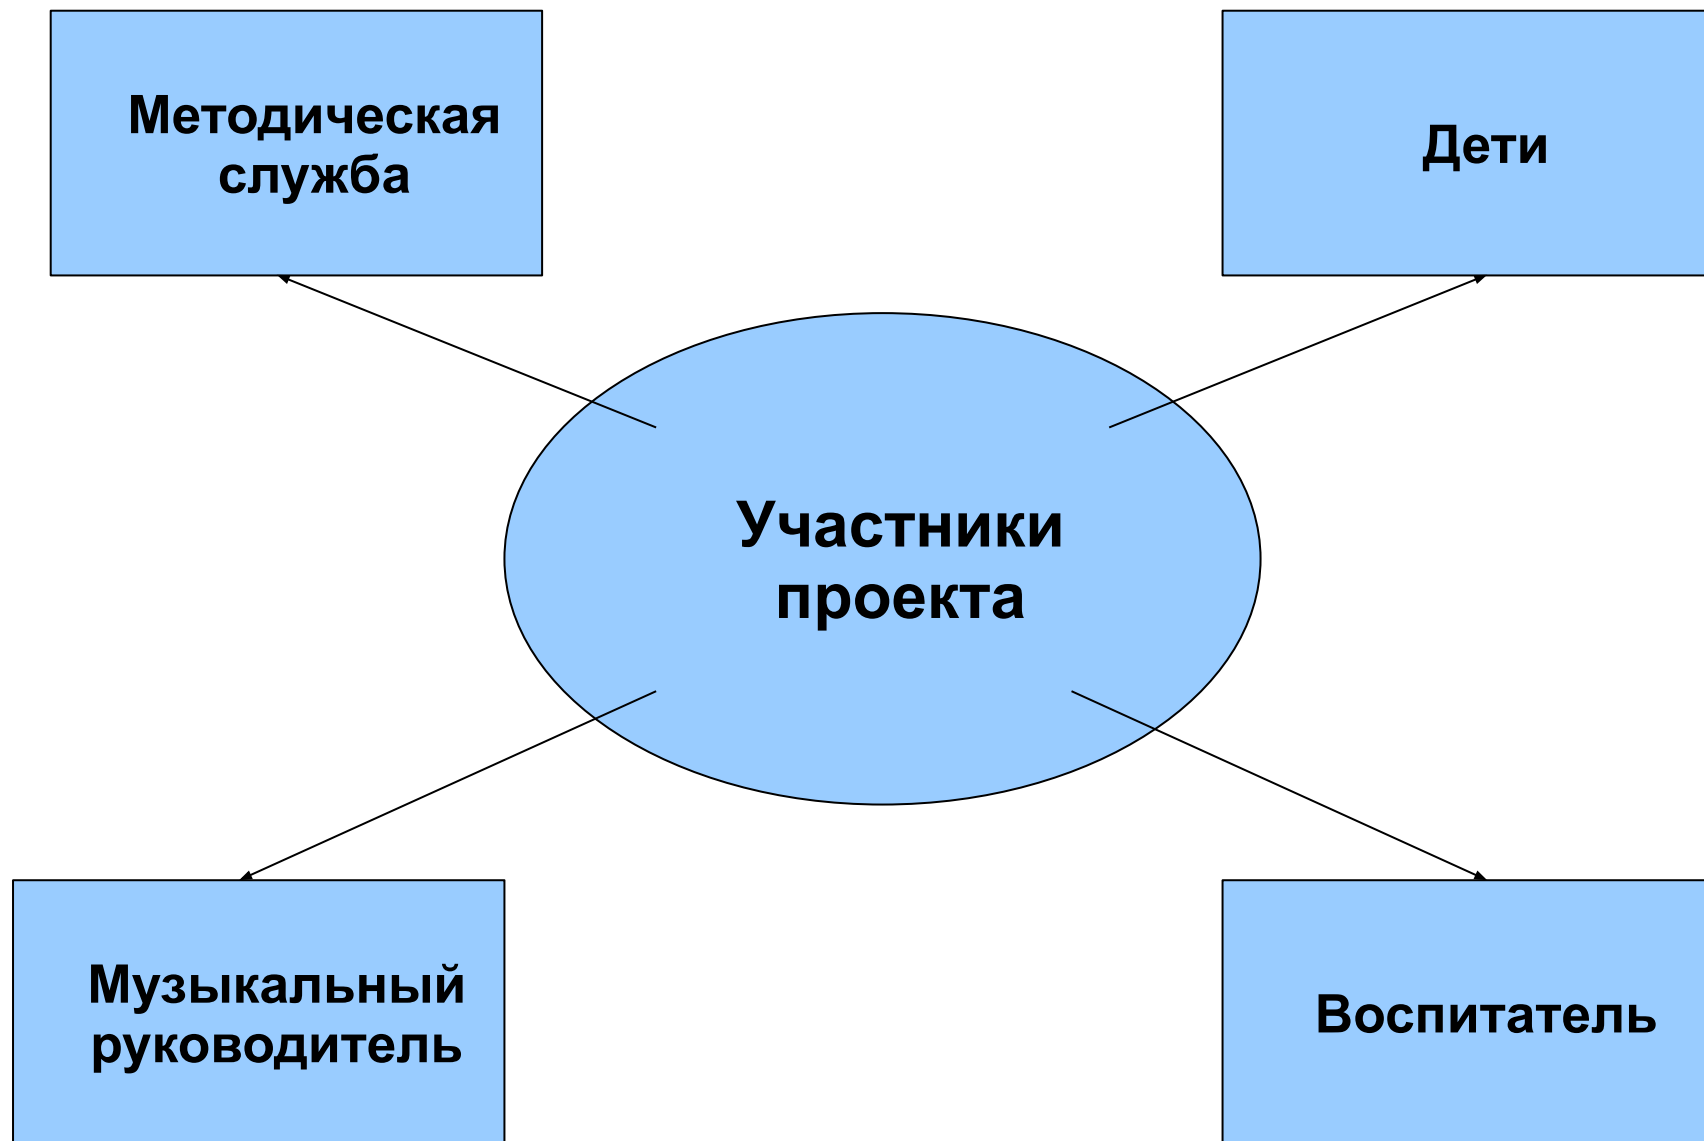 Методическая
служба
Дети
Участники
проекта
Музыкальный
руководитель
Воспитатель